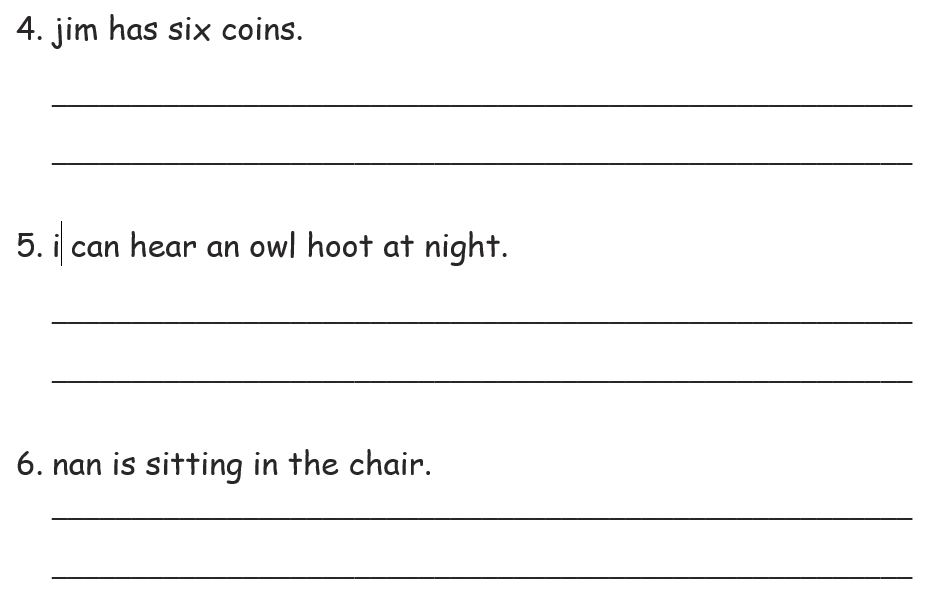 4. jim has six coins.
5. i can hear an owl hoot at night.
6. nan is sitting in the chair.